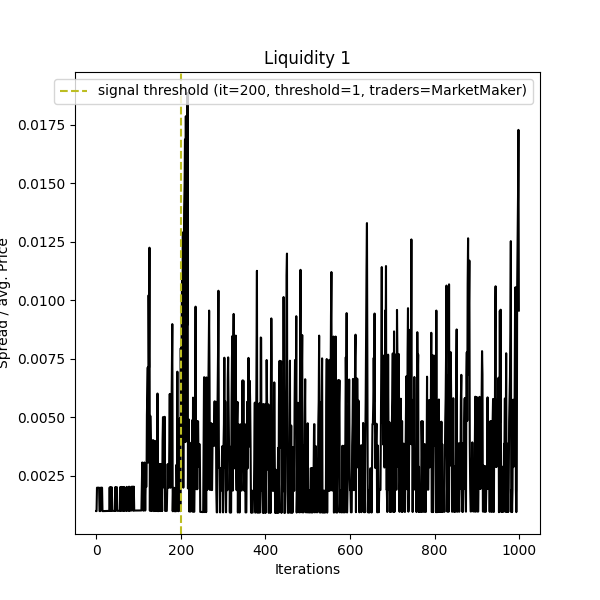 Liquidity 1
signal threshold (it=200, threshold=1, traders=MarketMaker)
Spread / avg. Price
0.0175
0.0150
0.0125
0.0100
0.0075
0.0050
0.0025
0 200 400 600 800 1000
Iterations